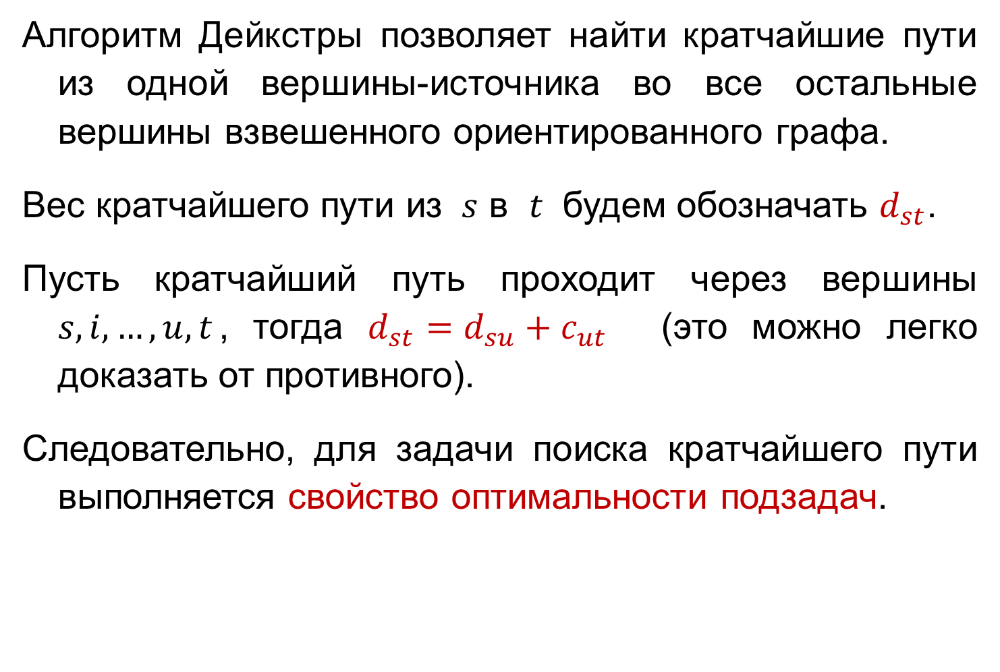 Алгоритм Дейкстры позволяет найти кратчайшие пути
из одной вершины-источника во все остальные
вершины взвешенного ориентированного графа.
Вес кратчайшего пути из s в t будем обозначать d_{st}.
Пусть кратчайший путь проходит через вершины
s, i, … , u, t , тогда d_{st} = d_{su} + c_{ut} (это можно легко
доказать от противного).
Следовательно, для задачи поиска кратчайшего пути
выполняется свойство оптимальности подзадач.